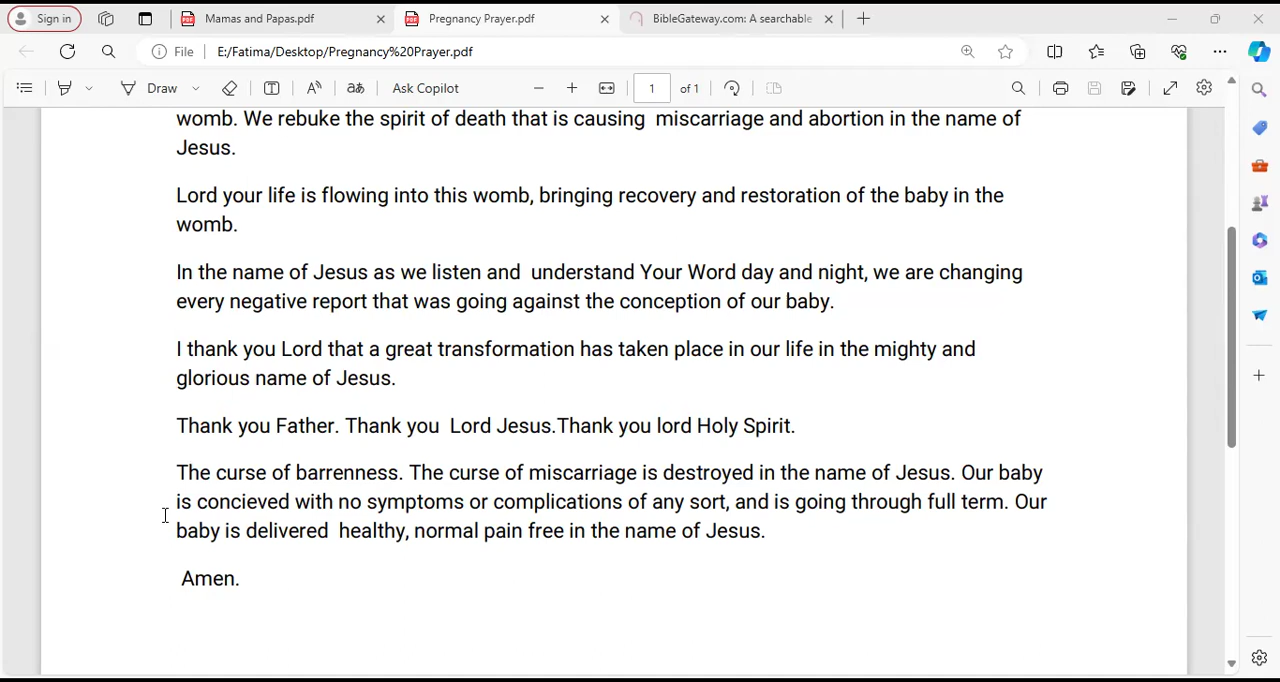 Sign in
Mamas and Papas.pdf
Pregnancy Prayer.pdf
BibleGateway.com: A searchable
File E:/Fatima/Desktop/Pregnancy%20Prayer.pdf
Draw
Ask Copilot
1 of 1
womb. We rebuke the spirit of death that is causing  miscarriage and abortion in the name of
Jesus.
Lord your life is flowing into this womb, bringing recovery and restoration of the baby in the
womb.
In the name of Jesus as we listen and  understand Your Word day and night, we are changing
every negative report that was going against the conception of our baby.
I thank you Lord that a great transformation has taken place in our life in the mighty and
glorious name of Jesus.
Thank you Father. Thank you  Lord Jesus.Thank you lord Holy Spirit.
The curse of barrenness. The curse of miscarriage is destroyed in the name of Jesus. Our baby
is concieved with no symptoms or complications of any sort, and is going through full term. Our
baby is delivered  healthy, normal pain free in the name of Jesus.
Amen.